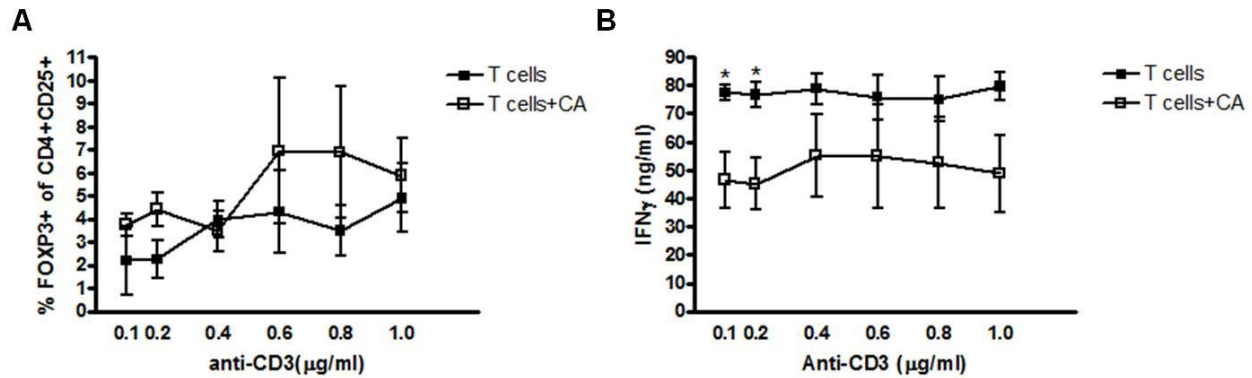 A
% FOXP3+ of CD4+CD25+
11
10
9
8
7
6
5
4
3
2
1
0
0.1 0.2 0.4 0.6 0.8 1.0
anti-CD3(μg/ml)
T cells
T cells+CA
B
IFNγ (ng/ml)
90
80
70
60
50
40
30
20
10
0
* *
0.1 0.2 0.4 0.6 0.8 1.0
Anti-CD3 (μg/ml)
T cells
T cells+CA